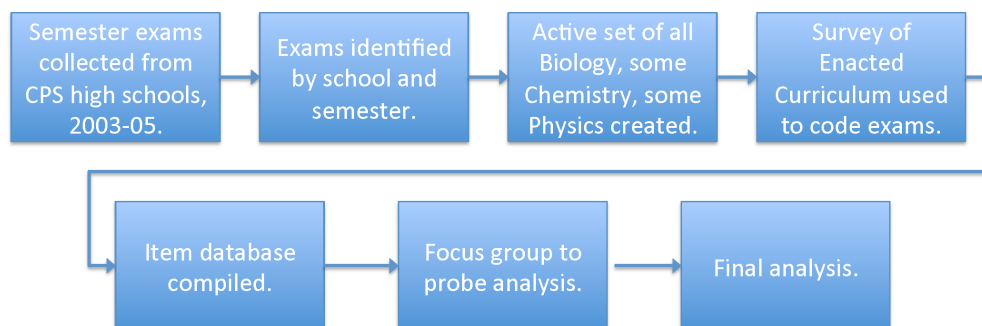 Semester exams
collected from
CPS high schools,
2003-05.
Exams identified
by school and
semester.
Active set of all
Biology, some
Chemistry, some
Physics created.
Survey of
Enacted
Curriculum used
to code exams.
Item database
compiled.
Focus group to
probe analysis.
Final analysis.